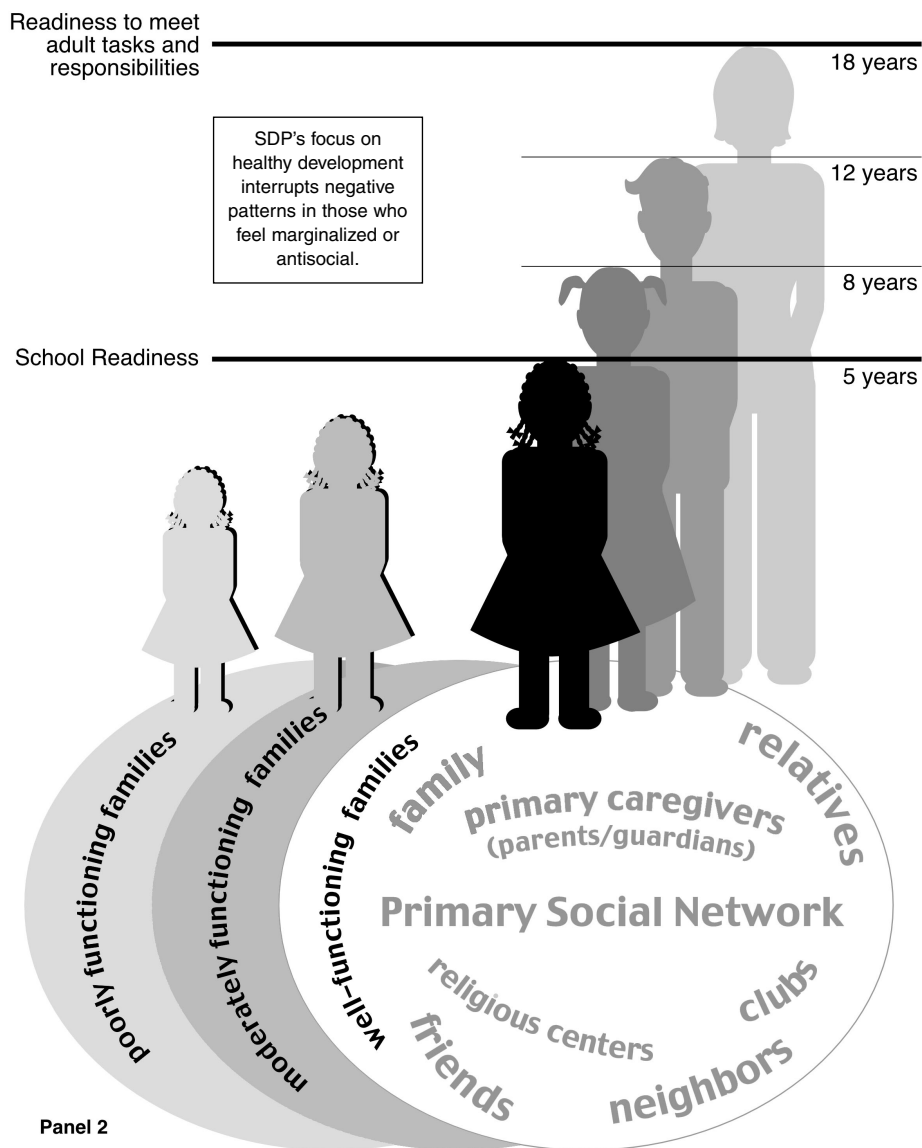 Readiness to meet
adult tasks and
responsibilities
18 years
SDP's focus on
healthy development
interrupts negative
patterns in those who
feel marginalized or
antisocial.
12 years
8 years
School Readiness
5 years
poorly functioning families
moderately functioning families
well-functioning families
family
relatives
primary caregivers
(parents/guardians)
Primary Social Network
religious centers
clubs
friends
neighbors
Panel 2